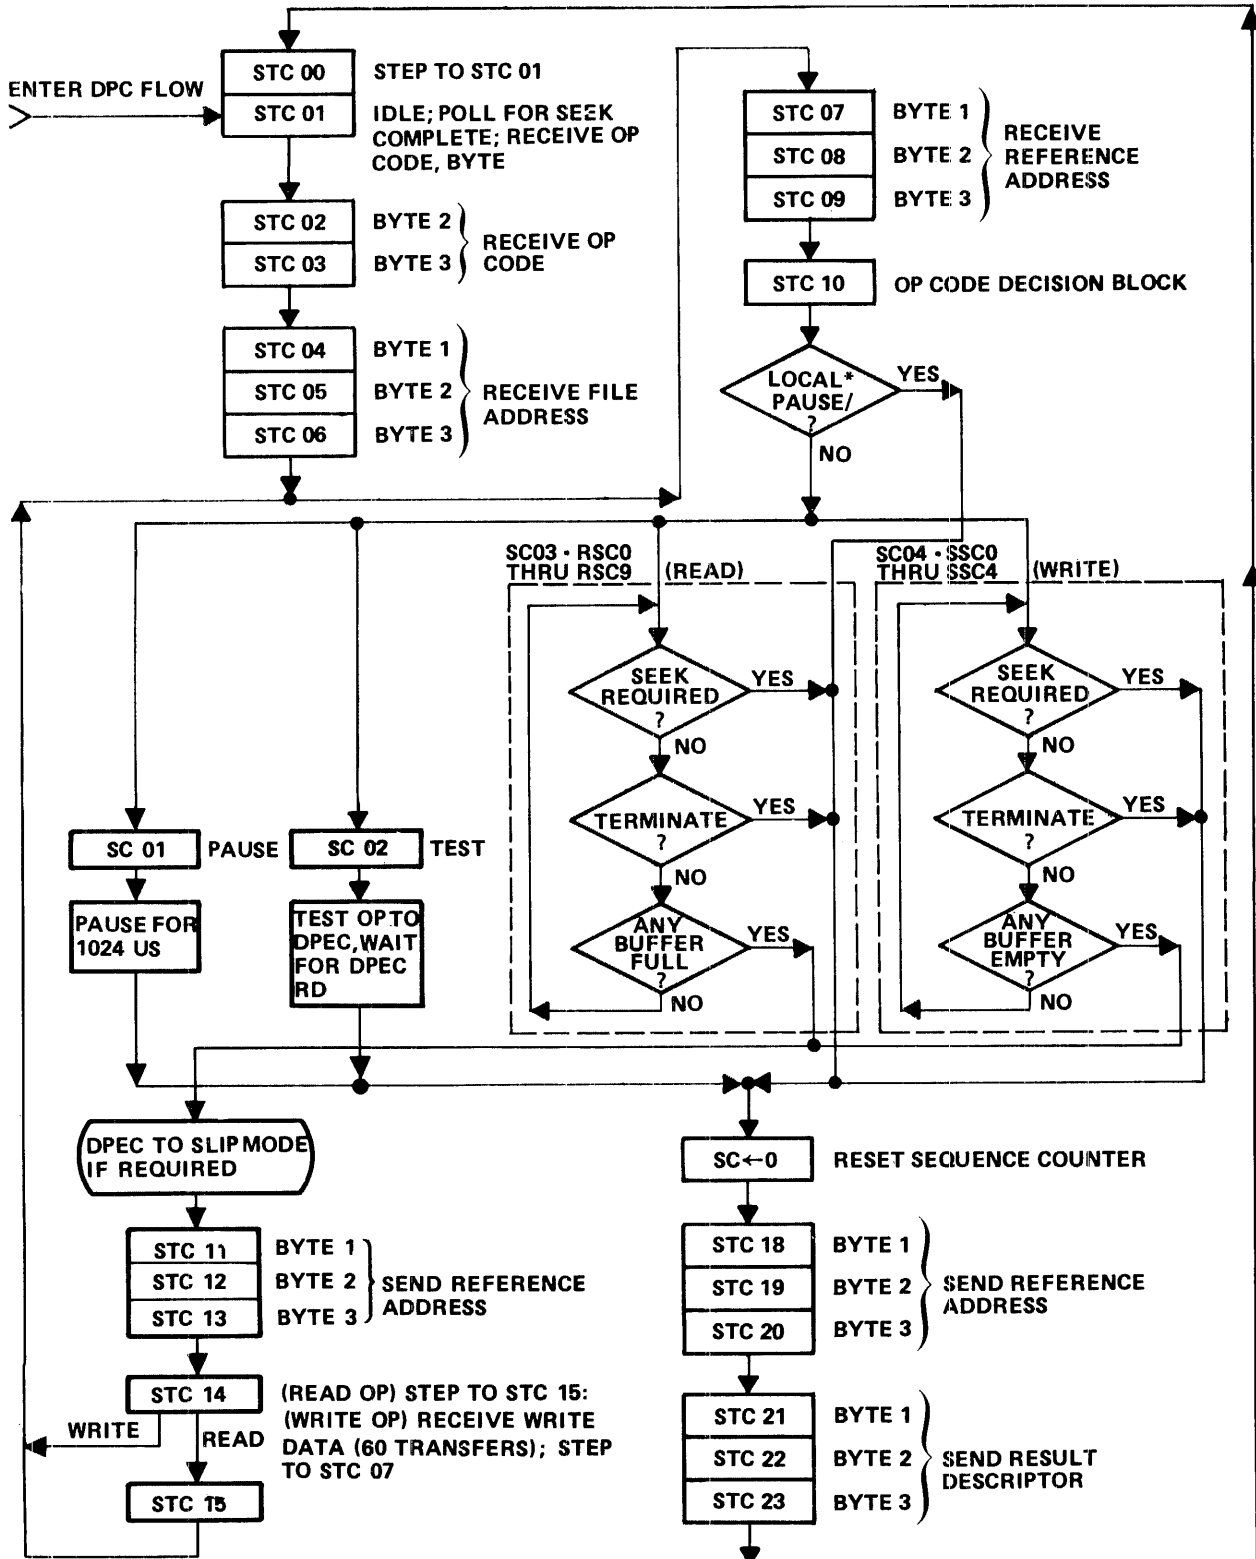 STC 00
STEP TO STC 01
ENTER DPC FLOW
STC 01
IDLE; POLL FOR SEEK
COMPLETE; RECEIVE OP
CODE, BYTE
STC 02
BYTE 2
STC 03
BYTE 3
RECEIVE OP
CODE
STC 04
BYTE 1
STC 05
BYTE 2
STC 06
BYTE 3
RECEIVE FILE
ADDRESS
STC 07
BYTE 1
STC 08
BYTE 2
STC 09
BYTE 3
RECEIVE
REFERENCE
ADDRESS
STC 10
OP CODE DECISION BLOCK
LOCAL*
PAUSE/
?
YES
NO
SC03 · RSC0
THRU RSC9
(READ)
SC04 · SSC0
THRU SSC4
(WRITE)
SEEK
REQUIRED
?
YES
NO
TERMINATE
?
YES
NO
ANY
BUFFER
FULL
?
YES
NO
SEEK
REQUIRED
?
YES
NO
TERMINATE
?
YES
NO
ANY
BUFFER
EMPTY
?
YES
NO
SC 01
PAUSE
SC 02
TEST
PAUSE FOR
1024 US
TEST OP TO
DPEC, WAIT
FOR DPEC
RD
DPEC TO SLIP MODE
IF REQUIRED
STC 11
BYTE 1
STC 12
BYTE 2
STC 13
BYTE 3
SEND REFERENCE
ADDRESS
STC 14
(READ OP) STEP TO STC 15:
(WRITE OP) RECEIVE WRITE
DATA (60 TRANSFERS); STEP
TO STC 07
WRITE
READ
STC 15
SC←0
RESET SEQUENCE COUNTER
STC 18
BYTE 1
STC 19
BYTE 2
STC 20
BYTE 3
SEND REFERENCE
ADDRESS
STC 21
BYTE 1
STC 22
BYTE 2
STC 23
BYTE 3
SEND RESULT
DESCRIPTOR